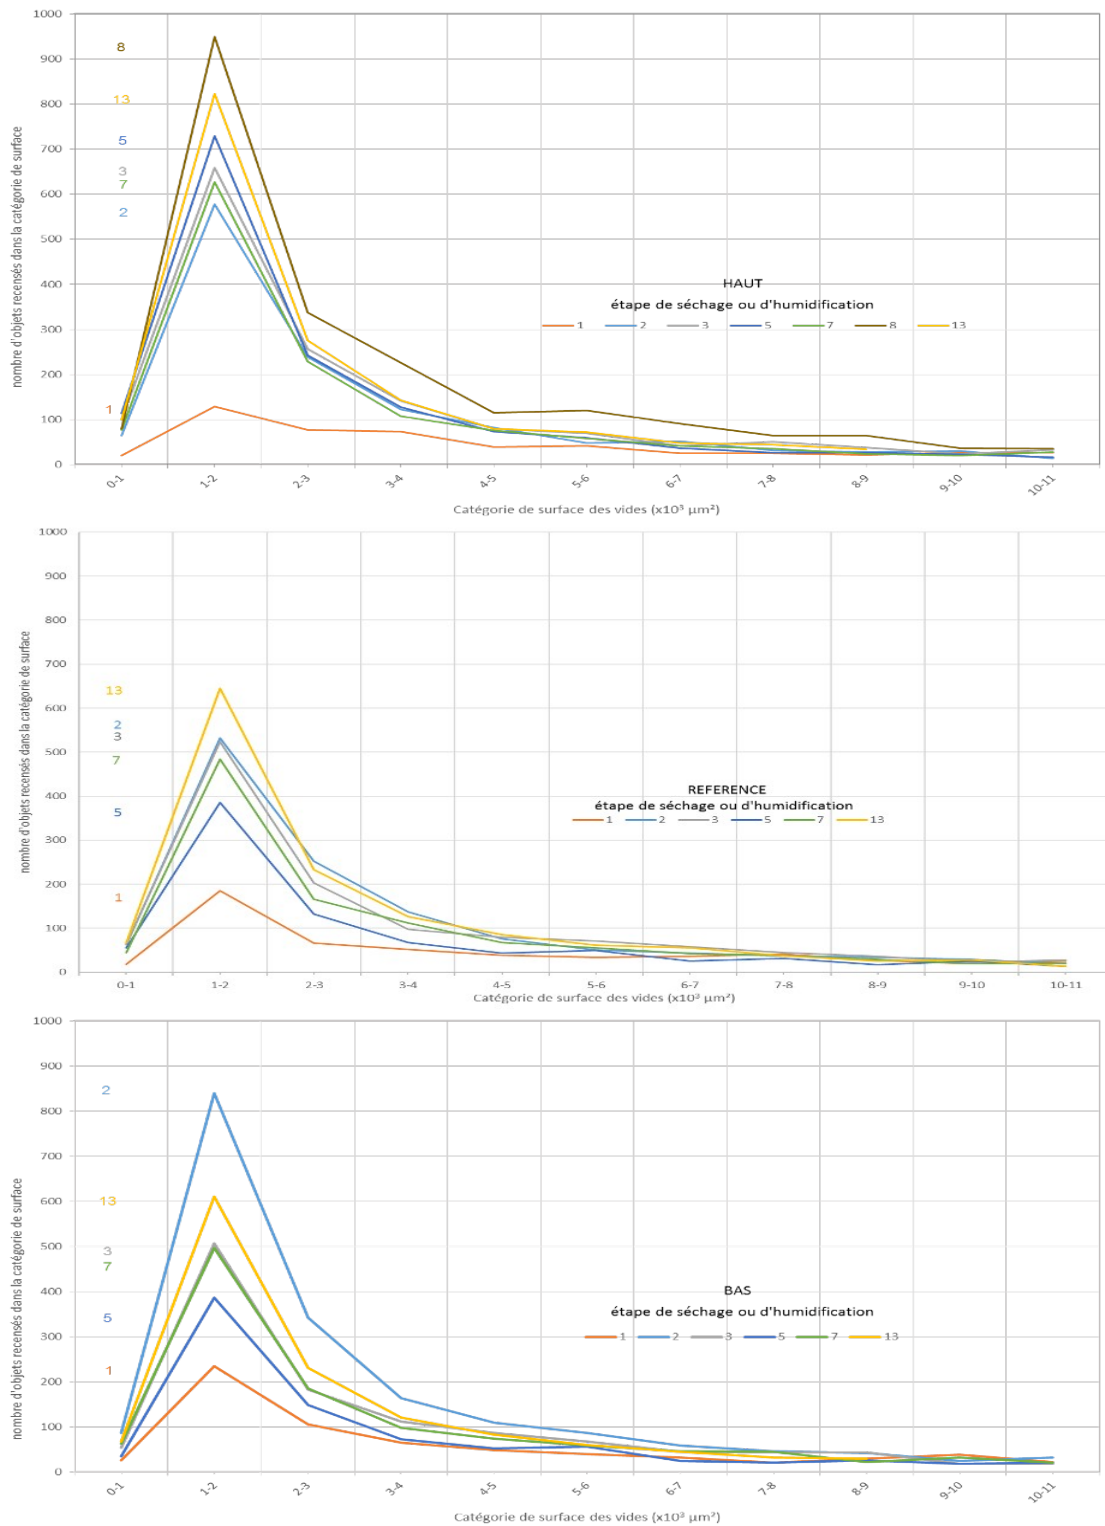 1000
900
800
700
600
500
400
300
200
100
0
nombre d'objets recensés dans la catégorie de surface
8
13
5
3
7
2
1
HAUT
étape de séchage ou d'humidification
1 2 3 5 7 8 13
0-1 1-2 2-3 3-4 4-5 5-6 6-7 7-8 8-9 9-10 10-11
Catégorie de surface des vides (x10³ µm²)
1000
900
800
700
600
500
400
300
200
100
0
nombre d'objets recensés dans la catégorie de surface
13
2
3
7
5
1
REFERENCE
étape de séchage ou d'humidification
1 2 3 5 7 13
0-1 1-2 2-3 3-4 4-5 5-6 6-7 7-8 8-9 9-10 10-11
Catégorie de surface des vides (x10³ µm²)
1000
900
800
700
600
500
400
300
200
100
0
nombre d'objets recensés dans la catégorie de surface
2
13
3
7
5
1
BAS
étape de séchage ou d'humidification
1 2 3 5 7 13
0-1 1-2 2-3 3-4 4-5 5-6 6-7 7-8 8-9 9-10 10-11
Catégorie de surface des vides (x10³ µm²)